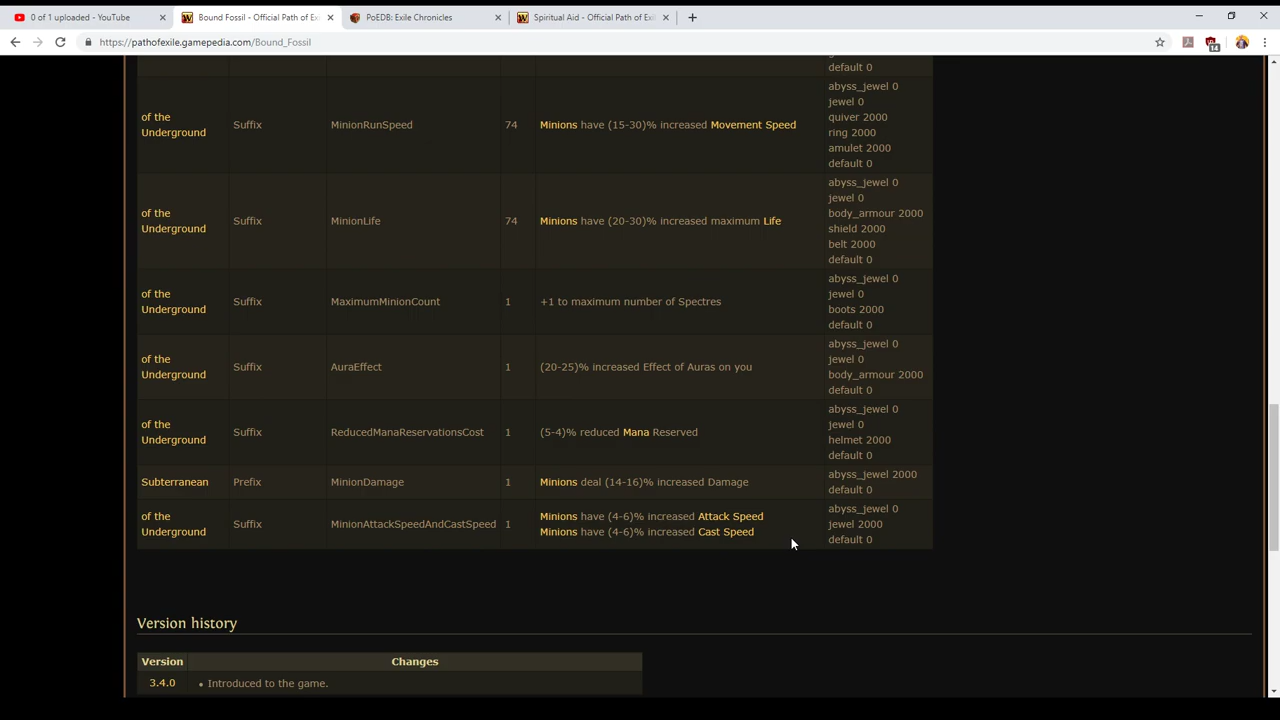 0 of 1 uploaded - YouTube
Bound Fossil - Official Path of Ex
PoEDB: Exile Chronicles
Spiritual Aid - Official Path of Exi
https://pathofexile.gamepedia.com/Bound_Fossil
14
default 0
of the Underground Suffix MinionRunSpeed 74 Minions have (15-30)% increased Movement Speed
abyss_jewel 0
jewel 0
quiver 2000
ring 2000
amulet 2000
default 0
of the Underground Suffix MinionLife 74 Minions have (20-30)% increased maximum Life
abyss_jewel 0
jewel 0
body_armour 2000
shield 2000
belt 2000
default 0
of the Underground Suffix MaximumMinionCount 1 +1 to maximum number of Spectres
abyss_jewel 0
jewel 0
boots 2000
default 0
of the Underground Suffix AuraEffect 1 (20-25)% increased Effect of Auras on you
abyss_jewel 0
jewel 0
body_armour 2000
default 0
of the Underground Suffix ReducedManaReservationsCost 1 (5-4)% reduced Mana Reserved
abyss_jewel 0
jewel 0
helmet 2000
default 0
Subterranean Prefix MinionDamage 1 Minions deal (14-16)% increased Damage
abyss_jewel 2000
default 0
of the Underground Suffix MinionAttackSpeedAndCastSpeed 1 Minions have (4-6)% increased Attack Speed
Minions have (4-6)% increased Cast Speed
abyss_jewel 0
jewel 2000
default 0
Version history
Version Changes
3.4.0 • Introduced to the game.